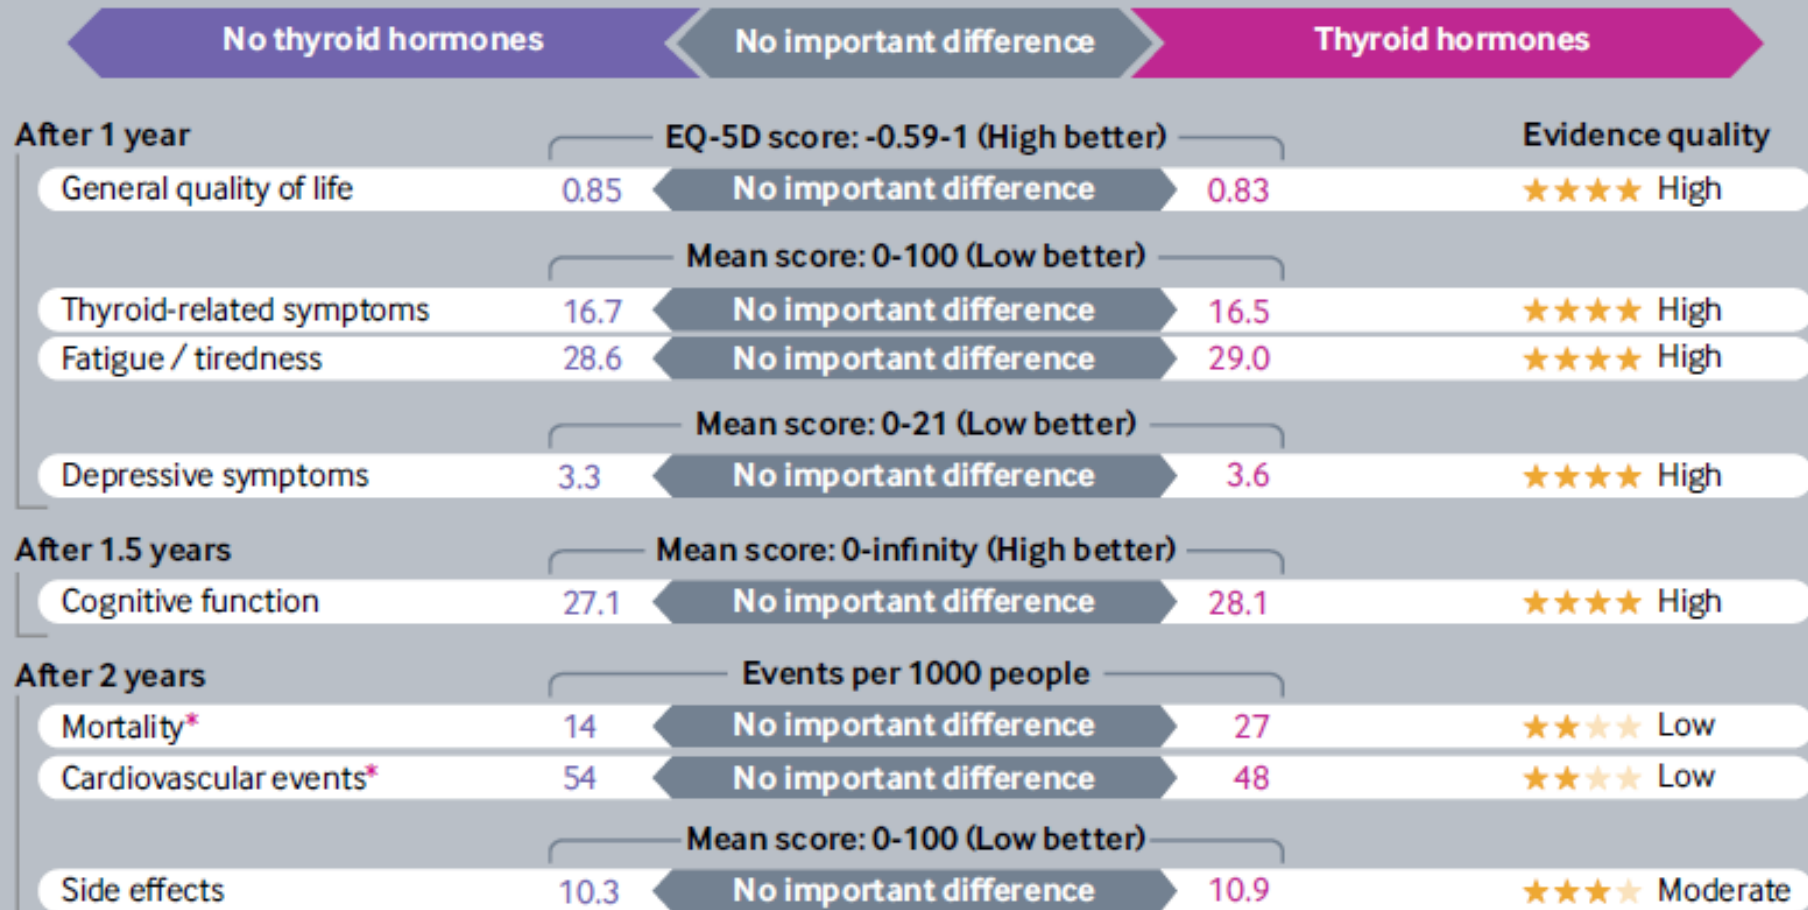 No thyroid hormones No important difference Thyroid hormones
After 1 year EQ-5D score: -0.59-1 (High better) Evidence quality
General quality of life 0.85 No important difference 0.83 ★★★★ High
Mean score: 0-100 (Low better)
Thyroid-related symptoms 16.7 No important difference 16.5 ★★★★ High
Fatigue / tiredness 28.6 No important difference 29.0 ★★★★ High
Mean score: 0-21 (Low better)
Depressive symptoms 3.3 No important difference 3.6 ★★★★ High
After 1.5 years Mean score: 0-infinity (High better)
Cognitive function 27.1 No important difference 28.1 ★★★★ High
After 2 years Events per 1000 people
Mortality* 14 No important difference 27 ★★★★ Low
Cardiovascular events* 54 No important difference 48 ★★★★ Low
Mean score: 0-100 (Low better)
Side effects 10.3 No important difference 10.9 ★★★★ Moderate